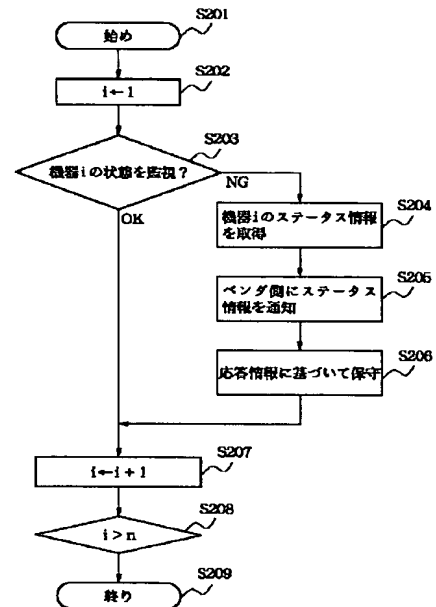 S201
始め
S202
i←1
S203
機器iの状態を監視？
NG
OK
S204
機器iのステータス情報
を取得
S205
ベンダ側にステータス
情報を通知
S206
応答情報に基づいて保守
S207
i←i+1
S208
i>n
S209
終り